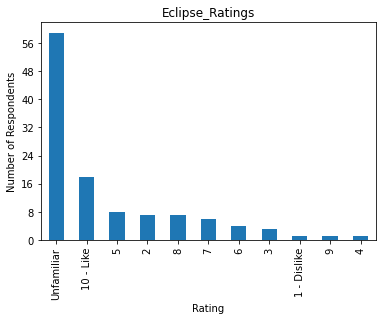 Eclipse_Ratings
Number of Respondents
56
48
40
32
24
16
8
0
Unfamiliar
10 - Like
5
2
8
7
6
3
1 - Dislike
9
4
Rating